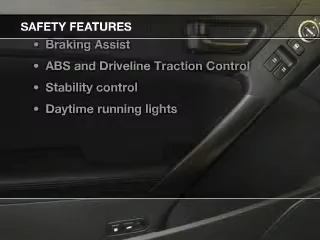 SAFETY FEATURES
• Braking Assist
• ABS and Driveline Traction Control
• Stability control
• Daytime running lights